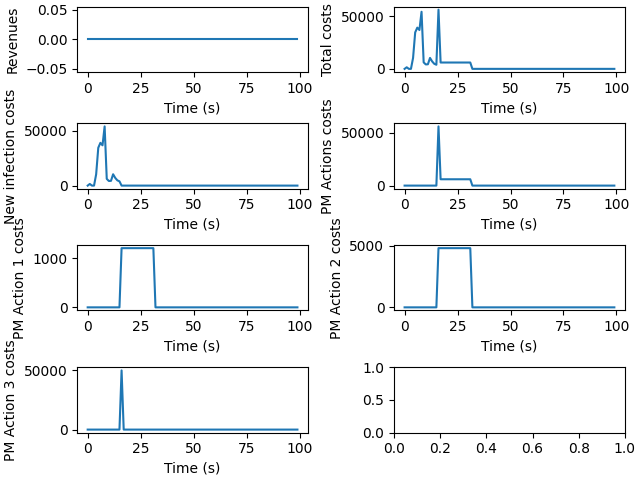 Revenues
0.05
0.00
−0.05
0 25 50 75 100
Time (s)
Total costs
50000
0
0 25 50 75 100
Time (s)
New infection costs
50000
0
0 25 50 75 100
Time (s)
PM Actions costs
50000
0
0 25 50 75 100
Time (s)
PM Action 1 costs
1000
0
0 25 50 75 100
Time (s)
PM Action 2 costs
5000
0
0 25 50 75 100
Time (s)
PM Action 3 costs
50000
0
0 25 50 75 100
Time (s)
1.0
0.5
0.0
0.0 0.2 0.4 0.6 0.8 1.0